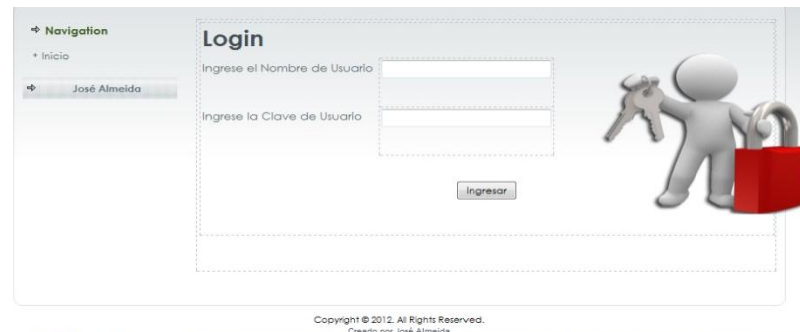 Navigation
Inicio
José Almeida
Login
Ingrese el Nombre de Usuario
Ingrese la Clave de Usuario
Ingresar
Copyright © 2012. All Rights Reserved.
Creado por José Almeida